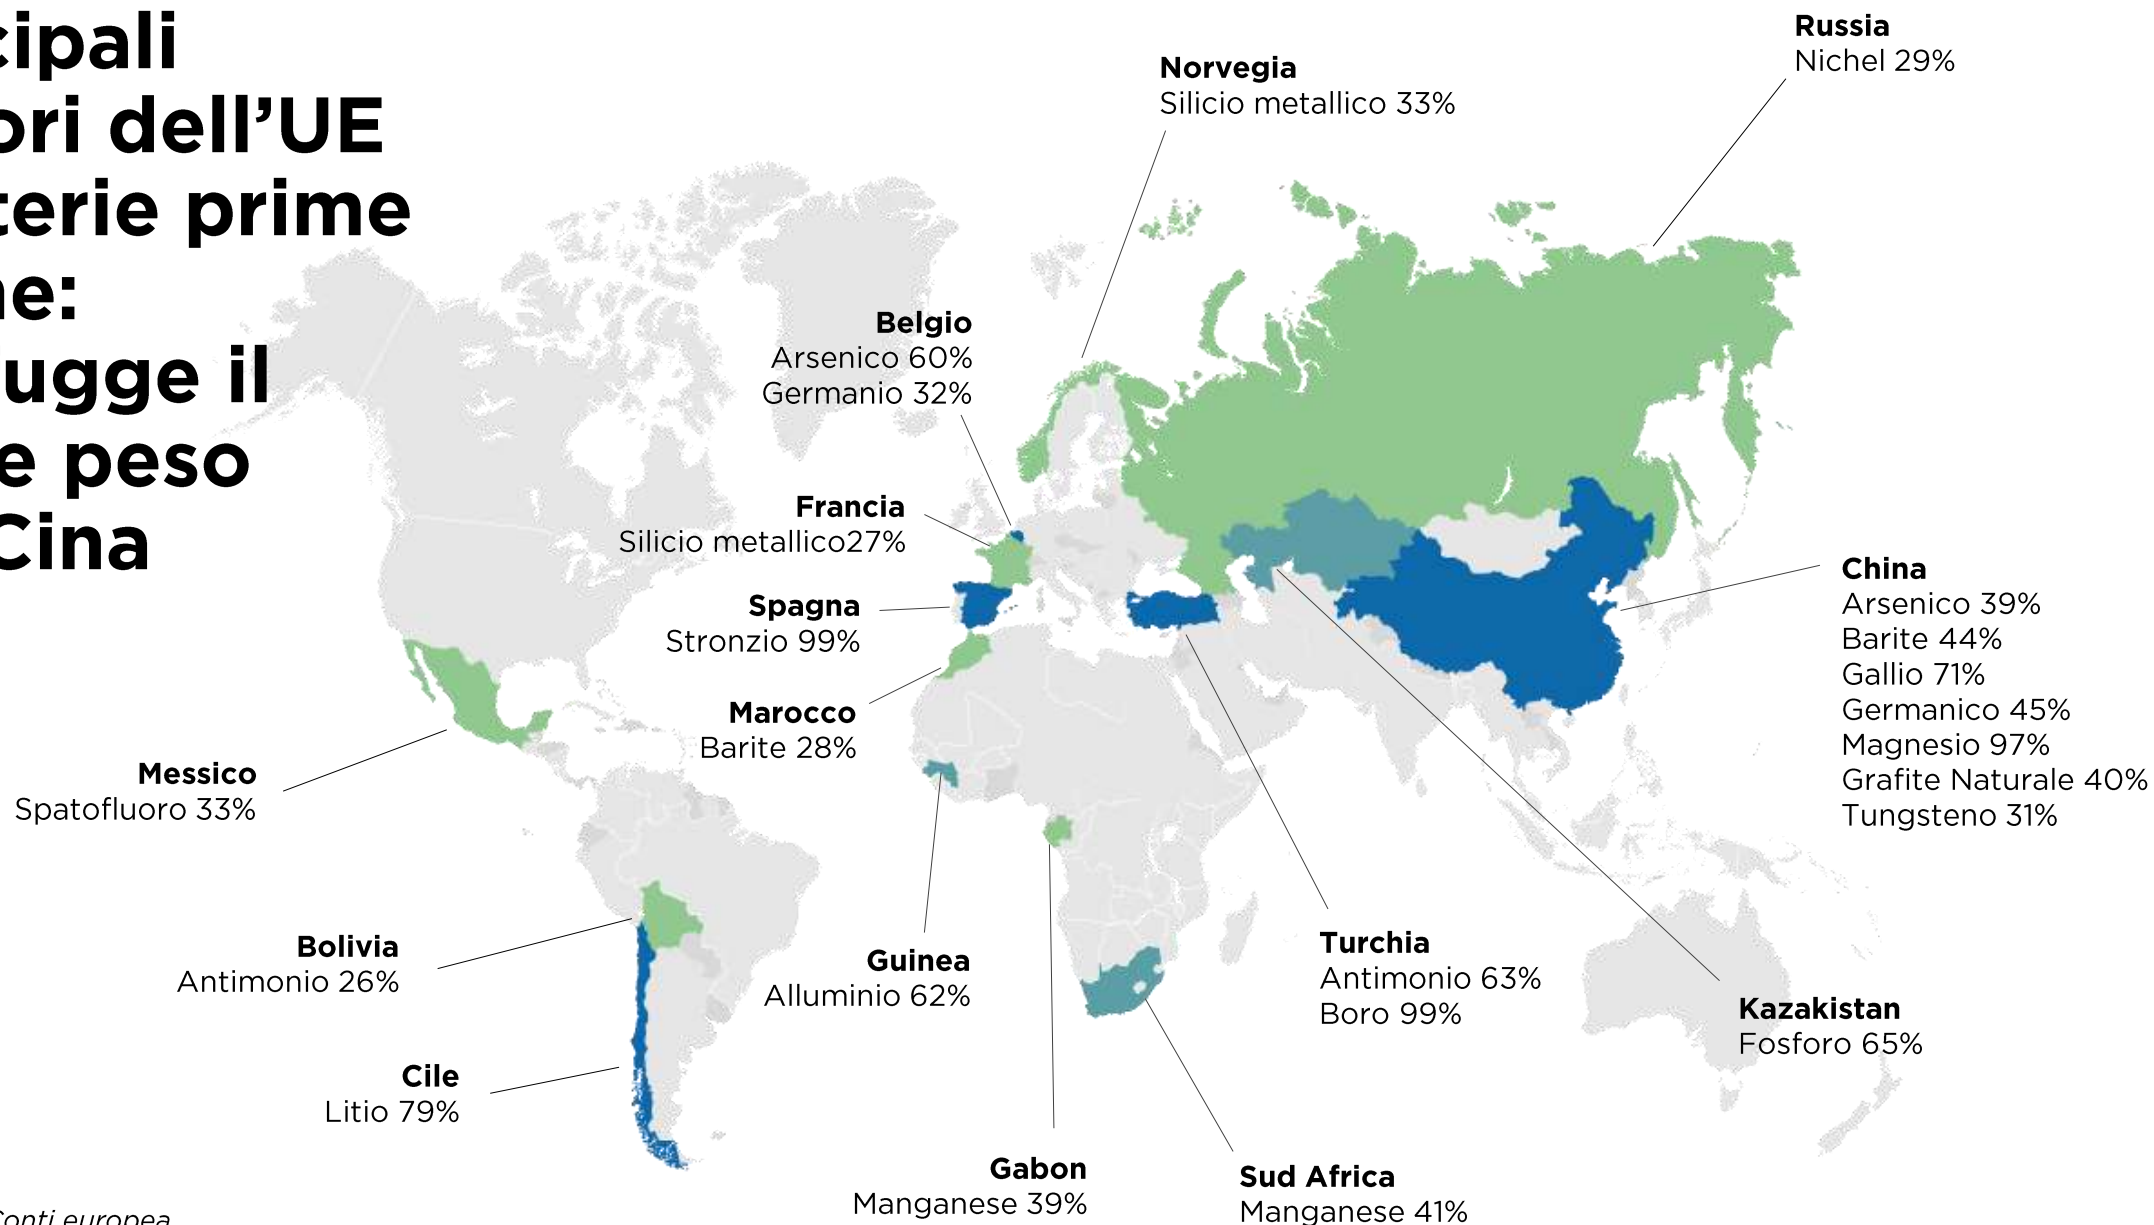 cipali
ori dell’UE
terie prime
ne:
ugge il
e peso
Cina
Russia
Nichel 29%
Norvegia
Silicio metallico 33%
Belgio
Arsenico 60%
Germanio 32%
Francia
Silicio metallico27%
Spagna
Stronzio 99%
Marocco
Barite 28%
China
Arsenico 39%
Barite 44%
Gallio 71%
Germanico 45%
Magnesio 97%
Grafite Naturale 40%
Tungsteno 31%
Messico
Spatofluoro 33%
Bolivia
Antimonio 26%
Guinea
Alluminio 62%
Turchia
Antimonio 63%
Boro 99%
Kazakistan
Fosforo 65%
Cile
Litio 79%
Gabon
Manganese 39%
Sud Africa
Manganese 41%
Conti europea